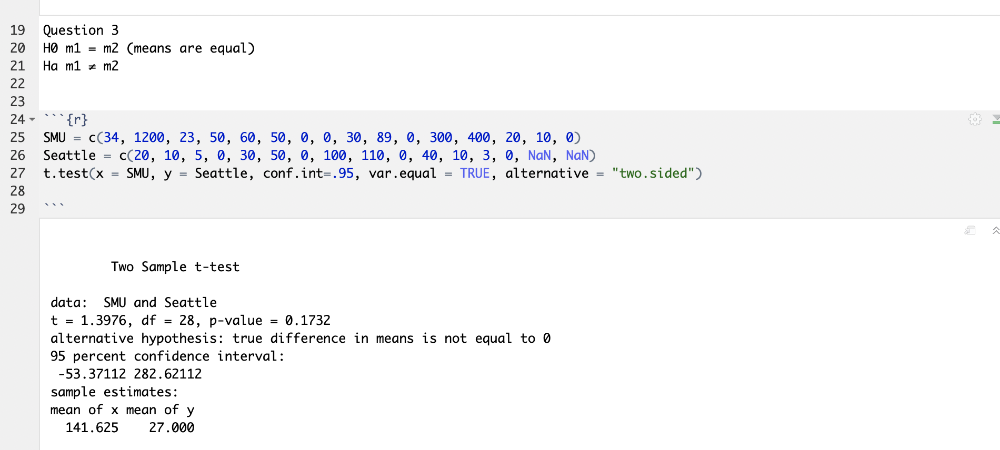 19 Question 3
20 H0 m1 = m2 (means are equal)
21 Ha m1 ≠ m2
22
23
24 ```{r}
25 SMU = c(34, 1200, 23, 50, 60, 50, 0, 0, 30, 89, 0, 300, 400, 20, 10, 0)
26 Seattle = c(20, 10, 5, 0, 30, 50, 0, 100, 110, 0, 40, 10, 3, 0, NaN, NaN)
27 t.test(x = SMU, y = Seattle, conf.int=.95, var.equal = TRUE, alternative = "two.sided")
28
29 ```
Two Sample t-test
data:  SMU and Seattle
t = 1.3976, df = 28, p-value = 0.1732
alternative hypothesis: true difference in means is not equal to 0
95 percent confidence interval:
-53.37112 282.62112
sample estimates:
mean of x mean of y
141.625    27.000